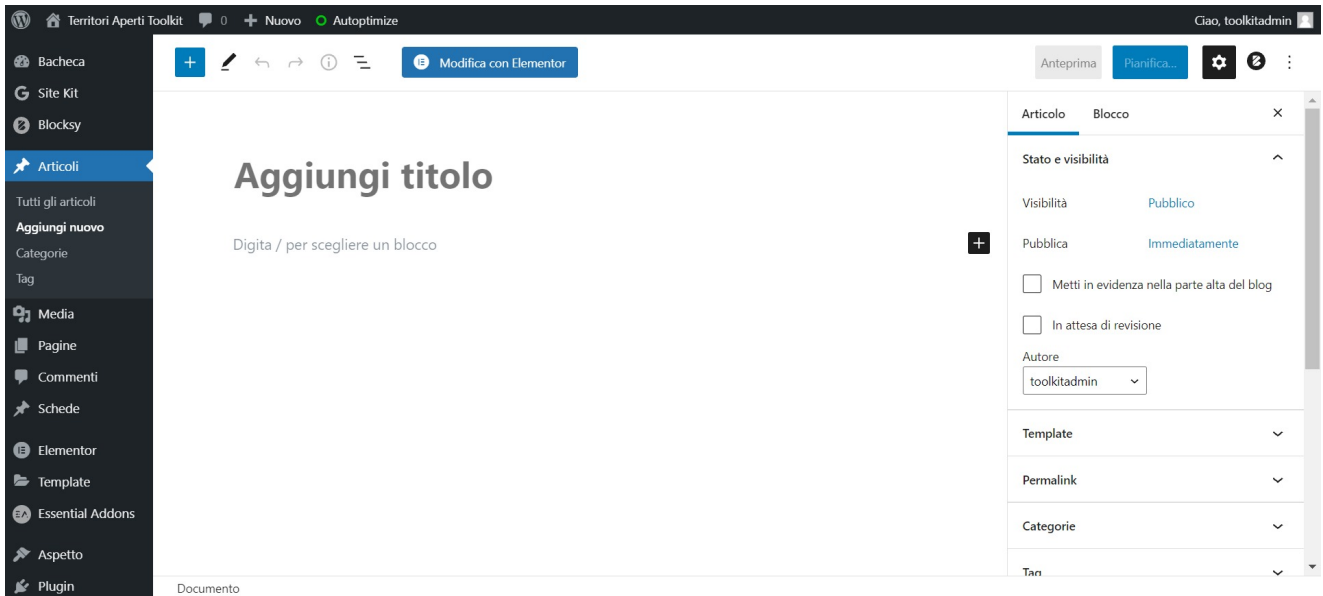 Territori Aperti Toolkit 0 Nuovo Autoptimize Ciao, toolkitadmin
Bacheca
Site Kit
Blocksy
Articoli
Tutti gli articoli
Aggiungi nuovo
Categorie
Tag
Media
Pagine
Commenti
Schede
Elementor
Template
Essential Addons
Aspetto
Plugin
Modifica con Elementor Anteprima Pianifica...
Aggiungi titolo
Digita / per scegliere un blocco
Documento
Articolo Blocco
Stato e visibilità
Visibilità Pubblico
Pubblica Immediatamente
Metti in evidenza nella parte alta del blog
In attesa di revisione
Autore
toolkitadmin
Template
Permalink
Categorie
Tag